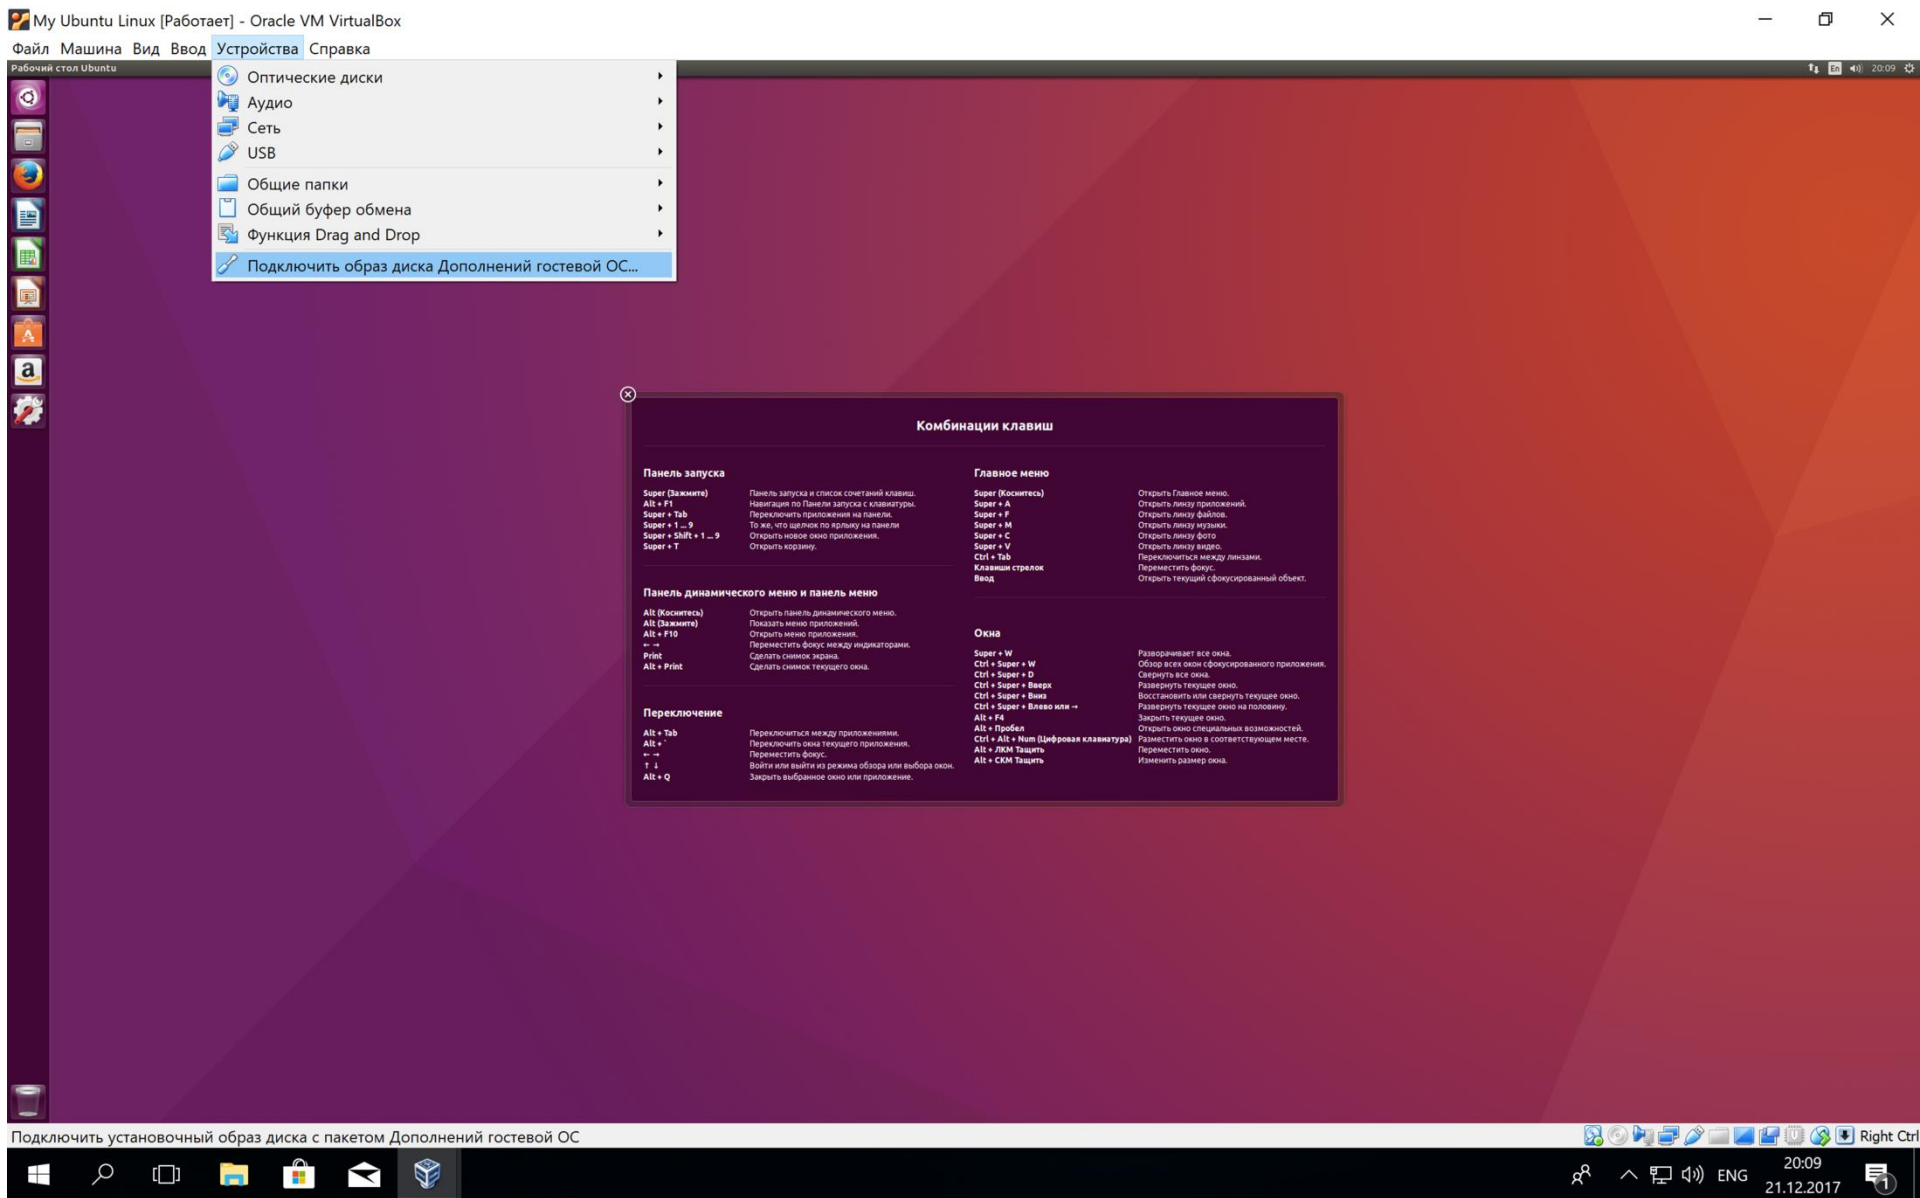 My Ubuntu Linux [Работает] - Oracle VM VirtualBox
Файл Машина Вид Ввод Устройства Справка
Рабочий стол Ubuntu
En 20:09
Оптические диски
Аудио
Сеть
USB
Общие папки
Общий буфер обмена
Функция Drag and Drop
Подключить образ диска Дополнений гостевой ОС...
Комбинации клавиш
Панель запуска
Super (Зажмите) Панель запуска и список сочетаний клавиш.
Alt + F1 Навигация по Панели запуска с клавиатуры.
Super + Tab Переключить приложения на панели.
Super + 1 ... 9 То же, что щелчок по ярлыку на панели
Super + Shift + 1 ... 9 Открыть новое окно приложения.
Super + T Открыть корзину.
Панель динамического меню и панель меню
Alt (Коснитесь) Открыть панель динамического меню.
Alt (Зажмите) Показать меню приложений.
Alt + F10 Открыть меню приложения.
← → Переместить фокус между индикаторами.
Print Сделать снимок экрана.
Alt + Print Сделать снимок текущего окна.
Переключение
Alt + Tab Переключиться между приложениями.
Alt + ` Переключить окна текущего приложения.
← → Переместить фокус.
↑ ↓ Войти или выйти из режима обзора или выбора окон.
Alt + Q Закрыть выбранное окно или приложение.
Главное меню
Super (Коснитесь) Открыть Главное меню.
Super + A Открыть линзу приложений.
Super + F Открыть линзу файлов.
Super + M Открыть линзу музыки.
Super + C Открыть линзу фото
Super + V Открыть линзу видео.
Ctrl + Tab Переключиться между линзами.
Клавиши стрелок Переместить фокус.
Ввод Открыть текущий сфокусированный объект.
Окна
Super + W Разворачивает все окна.
Ctrl + Super + W Обзор всех окон сфокусированного приложения.
Ctrl + Super + D Свернуть все окна.
Ctrl + Super + Вверх Развернуть текущее окно.
Ctrl + Super + Вниз Восстановить или свернуть текущее окно.
Ctrl + Super + Влево или → Развернуть текущее окно на половину.
Alt + F4 Закрыть текущее окно.
Alt + Пробел Открыть окно специальных возможностей.
Ctrl + Alt + Num (Цифровая клавиатура) Разместить окно в соответствующем месте.
Alt + ЛКМ Тащить Переместить окно.
Alt + СКМ Тащить Изменить размер окна.
Подключить установочный образ диска с пакетом Дополнений гостевой ОС
Right Ctrl
ENG
20:09
21.12.2017
1